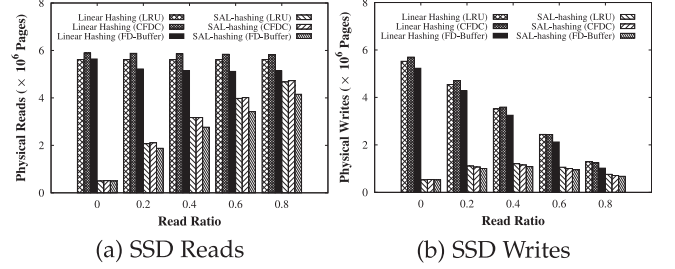 Linear Hashing (LRU) SAL-hashing (LRU)
Linear Hashing (CFDC) SAL-hashing (CFDC)
Linear Hashing (FD-Buffer) SAL-hashing (FD-Buffer)
Physical Reads (× 10^6 Pages)
8
6
4
2
0
0 0.2 0.4 0.6 0.8
Read Ratio
(a) SSD Reads
Linear Hashing (LRU) SAL-hashing (LRU)
Linear Hashing (CFDC) SAL-hashing (CFDC)
Linear Hashing (FD-Buffer) SAL-hashing (FD-Buffer)
Physical Writes (× 10^6 Pages)
8
6
4
2
0
0 0.2 0.4 0.6 0.8
Read Ratio
(b) SSD Writes